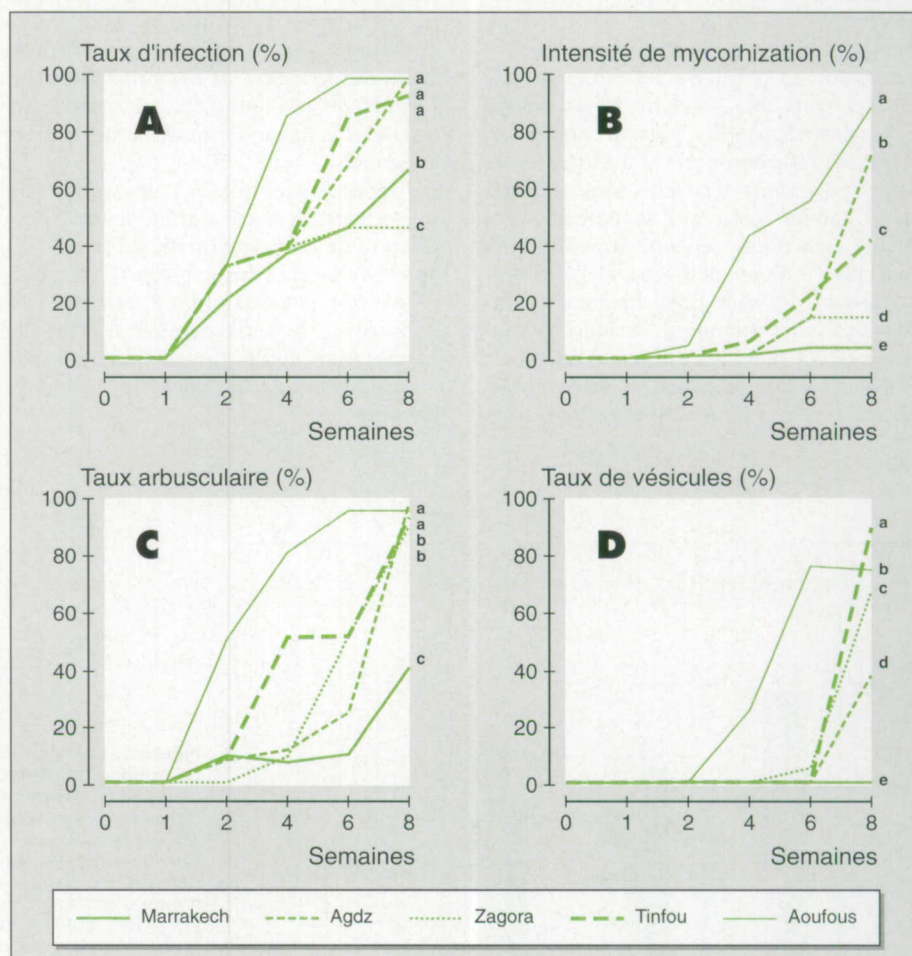 Taux d'infection (%)
100
80
60
40
20
0
A
a
a
a
b
c
0 1 2 4 6 8
Semaines
Intensité de mycorhization (%)
100
80
60
40
20
0
B
a
b
c
d
e
0 1 2 4 6 8
Semaines
Taux arbusculaire (%)
100
80
60
40
20
0
C
a
a
b
b
c
0 1 2 4 6 8
Semaines
Taux de vésicules (%)
100
80
60
40
20
0
D
a
b
c
d
e
0 1 2 4 6 8
Semaines
Marrakech Agdz Zagora Tinfou Aoufous